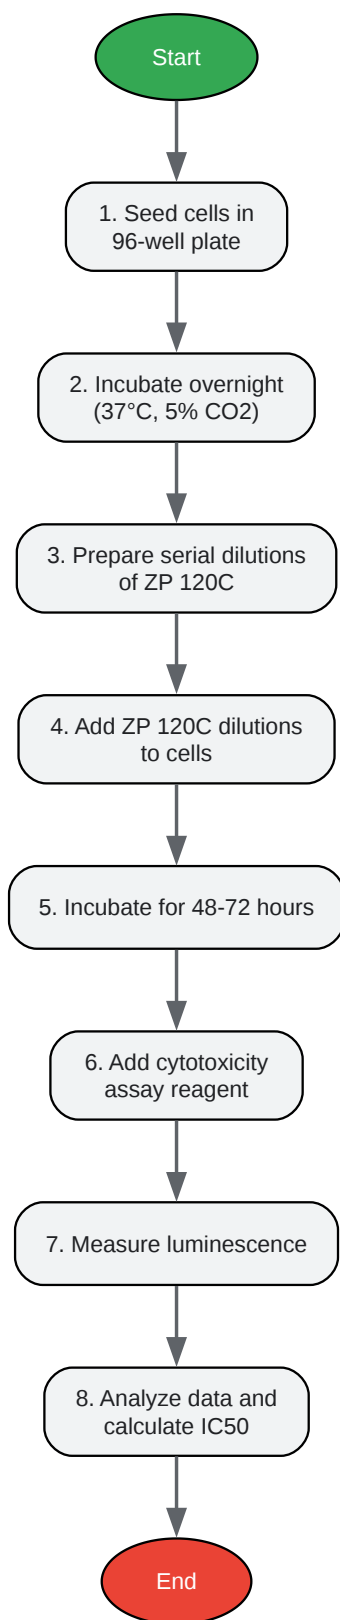 Start
1. Seed cells in
96-well plate
2. Incubate overnight
(37°C, 5% CO2)
3. Prepare serial dilutions
of ZP 120C
4. Add ZP 120C dilutions
to cells
5. Incubate for 48-72 hours
6. Add cytotoxicity
assay reagent
7. Measure luminescence
8. Analyze data and
calculate IC50
End